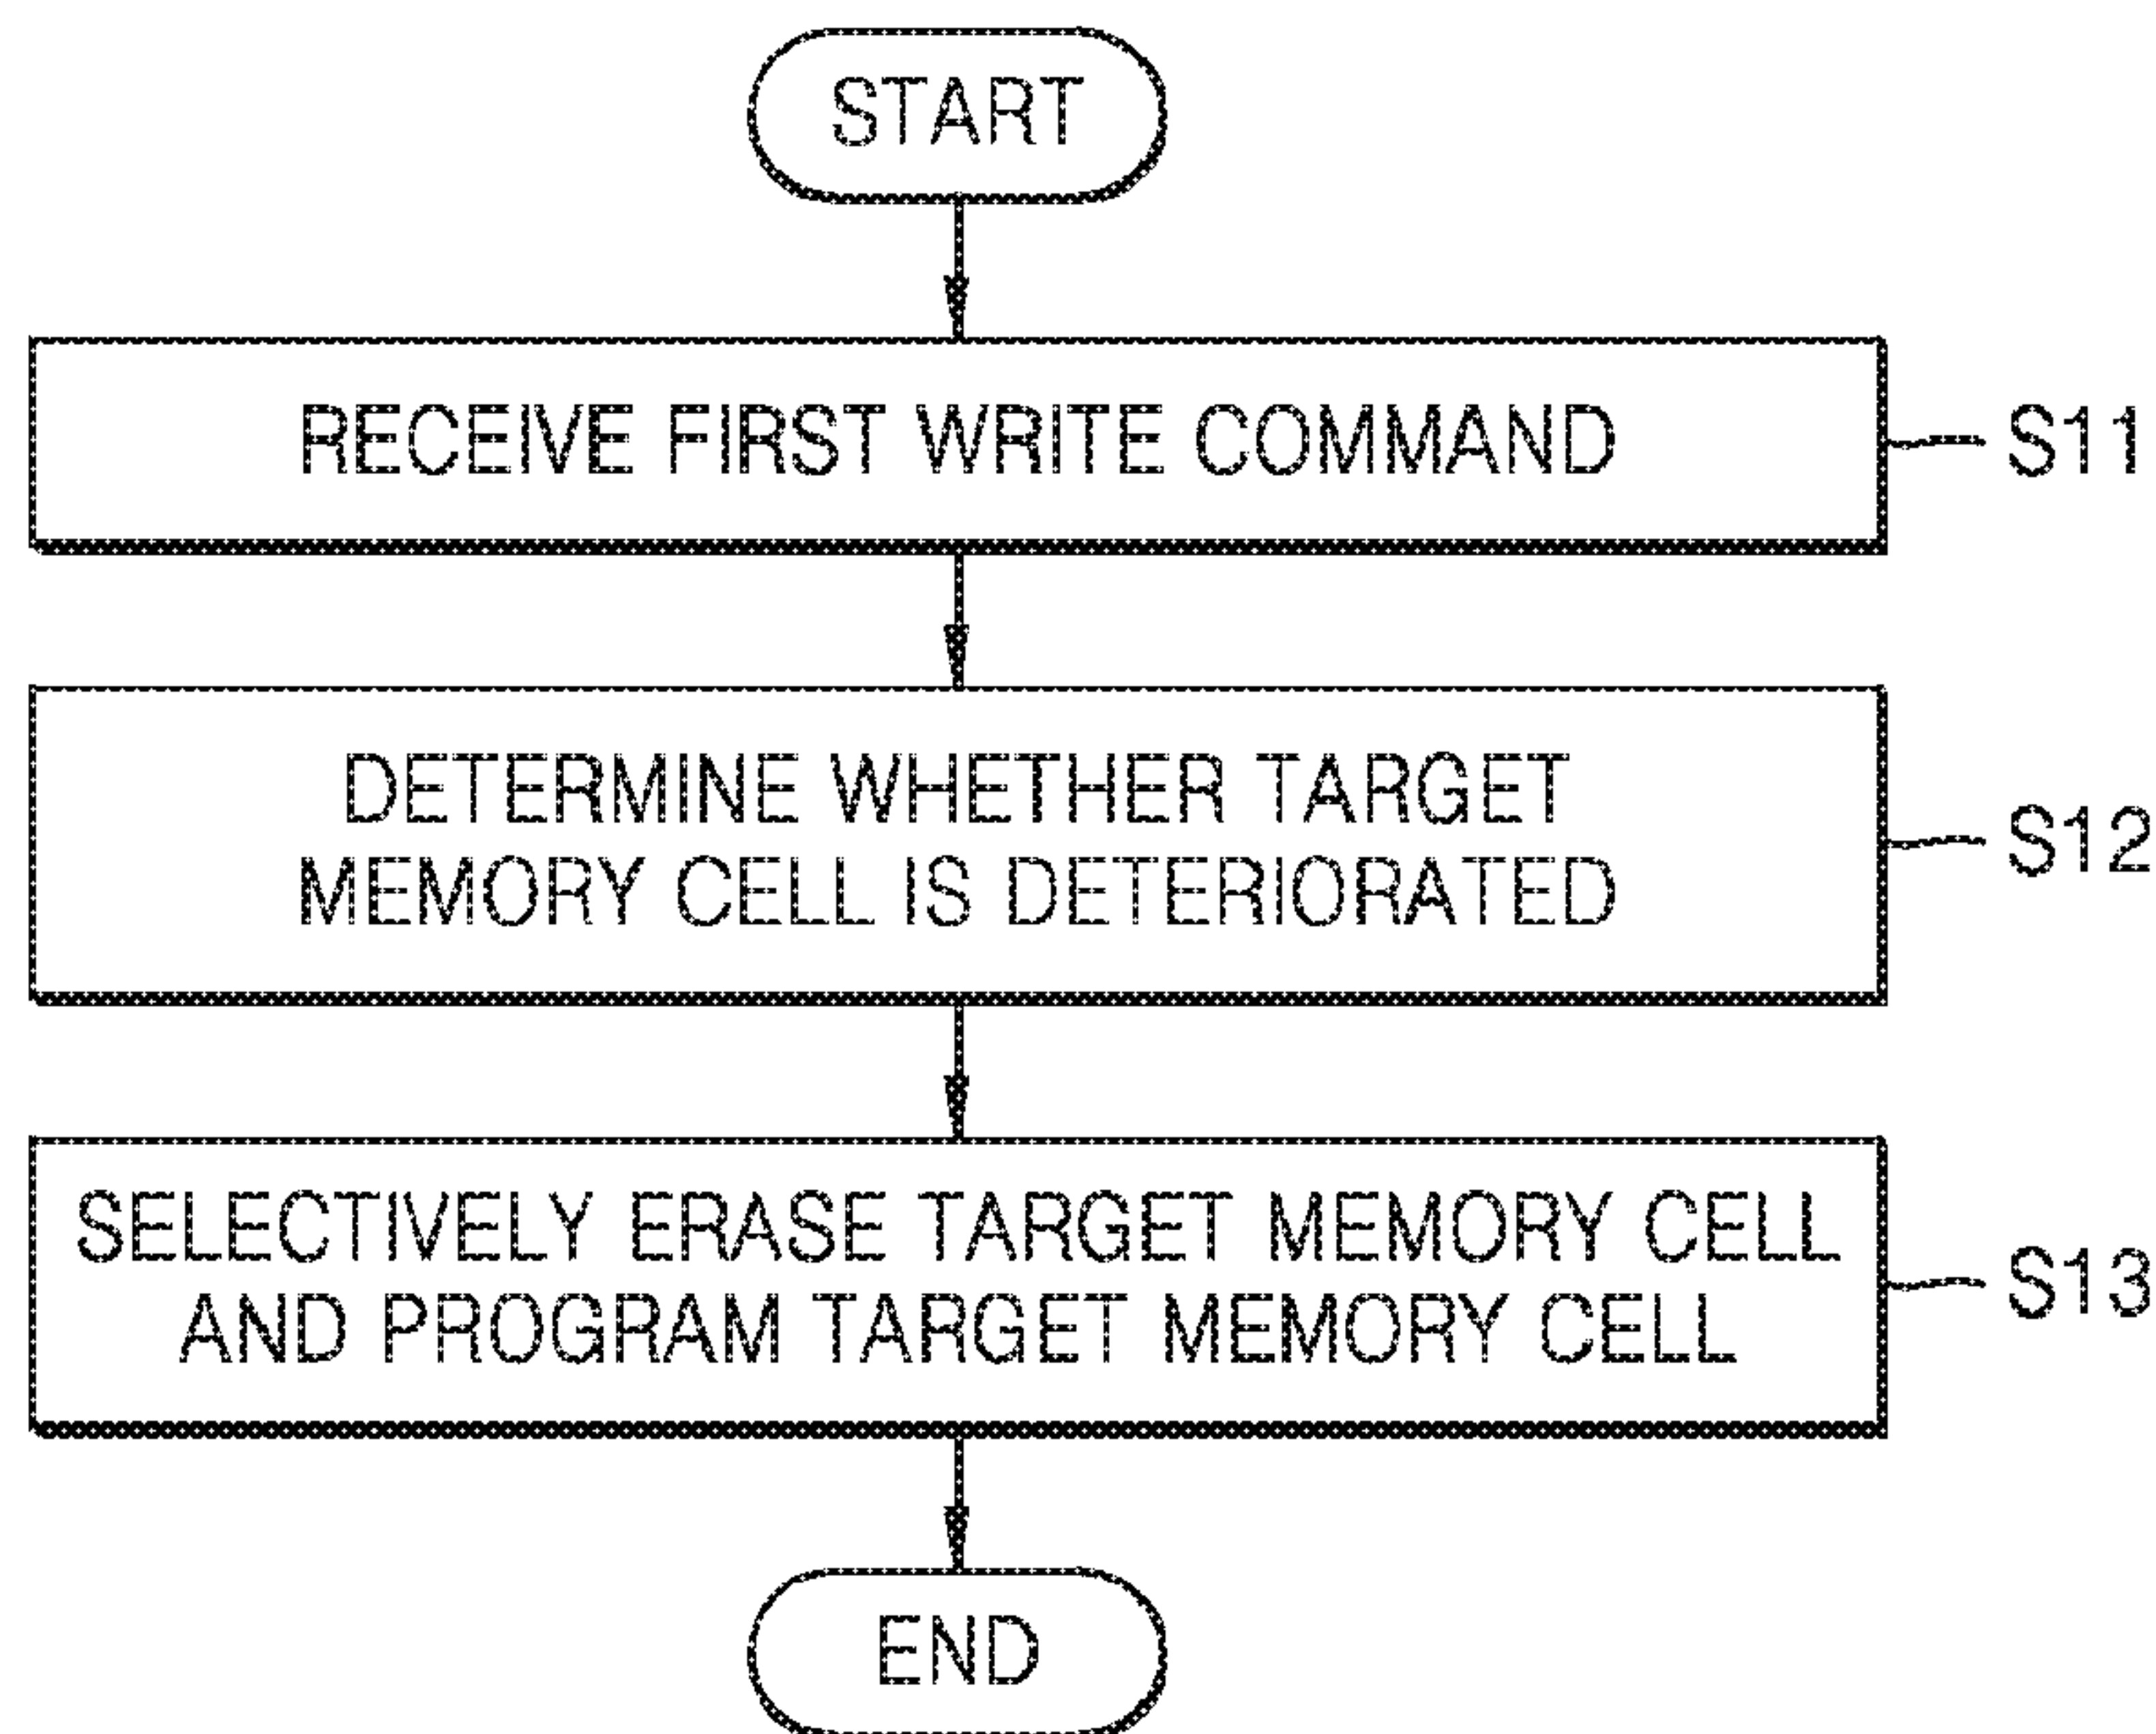 START
RECEIVE FIRST WRITE COMMAND
S11
DETERMINE WHETHER TARGET
MEMORY CELL IS DETERIORATED
S12
SELECTIVELY ERASE TARGET MEMORY CELL
AND PROGRAM TARGET MEMORY CELL
S13
END